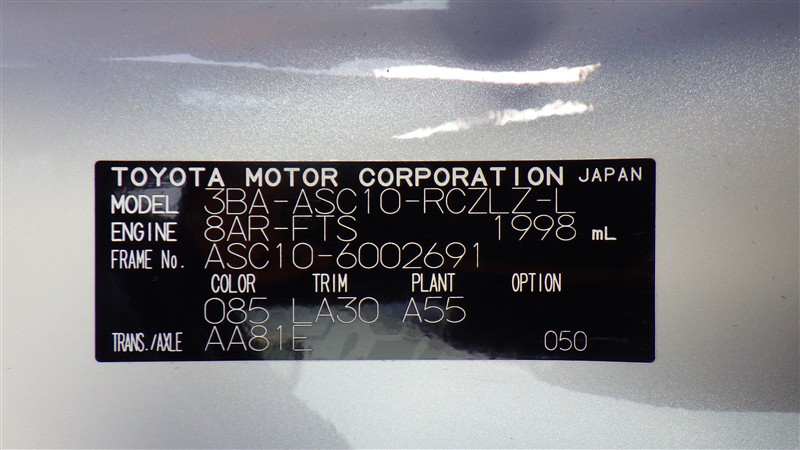 TOYOTA MOTOR CORPORATION JAPAN
MODEL 3BA-ASC10-RCZLZ-L
ENGINE 8AR-FTS 1998 mL
FRAME No. ASC10-6002691
COLOR TRIM PLANT OPTION
085 LA30 A55
TRANS./AXLE AA81E 050